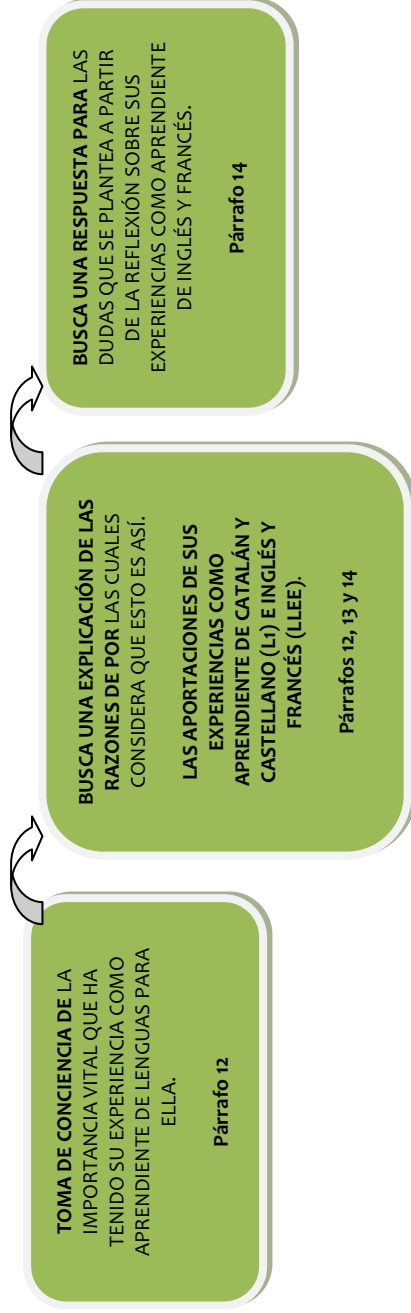 TOMA DE CONCIENCIA DE LA
IMPORTANCIA VITAL QUE HA
TENIDO SU EXPERIENCIA COMO
APRENDIENTE DE LENGUAS PARA
ELLA.
Párrafo 12
BUSCA UNA EXPLICACIÓN DE LAS
RAZONES DE POR LAS CUALES
CONSIDERA QUE ESTO ES ASÍ.
LAS APORTACIONES DE SUS
EXPERIENCIAS COMO
APRENDIENTE DE CATALÁN Y
CASTELLANO (L1) E INGLÉS Y
FRANCÉS (LLEE).
Párrafos 12, 13 y 14
BUSCA UNA RESPUESTA PARA LAS
DUDAS QUE SE PLANTEA A PARTIR
DE LA REFLEXIÓN SOBRE SUS
EXPERIENCIAS COMO APRENDIENTE
DE INGLÉS Y FRANCÉS.
Párrafo 14